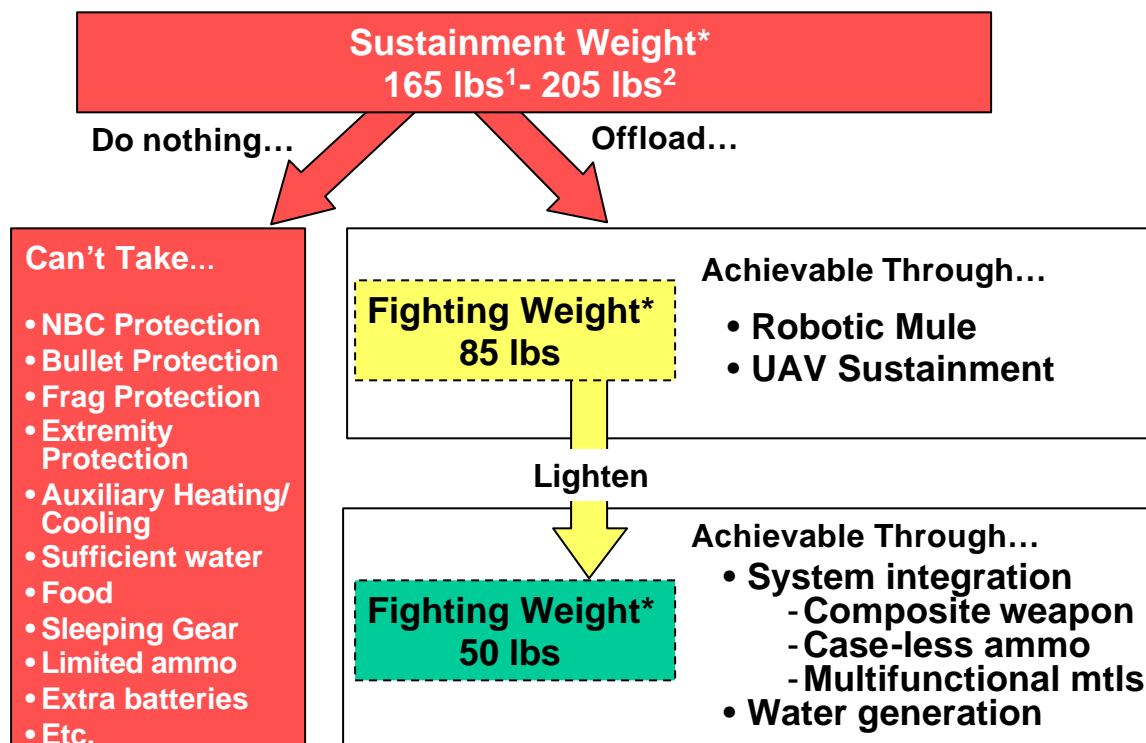 Sustainment Weight*
165 lbs¹- 205 lbs²
Do nothing…
Offload…
Can’t Take…
• NBC Protection
• Bullet Protection
• Frag Protection
• Extremity
Protection
• Auxiliary Heating/
Cooling
• Sufficient water
• Food
• Sleeping Gear
• Limited ammo
• Extra batteries
• Etc.
Fighting Weight*
85 lbs
Achievable Through…
• Robotic Mule
• UAV Sustainment
Lighten
Fighting Weight*
50 lbs
Achievable Through…
• System integration
- Composite weapon
- Case-less ammo
- Multifunctional mtls
• Water generation